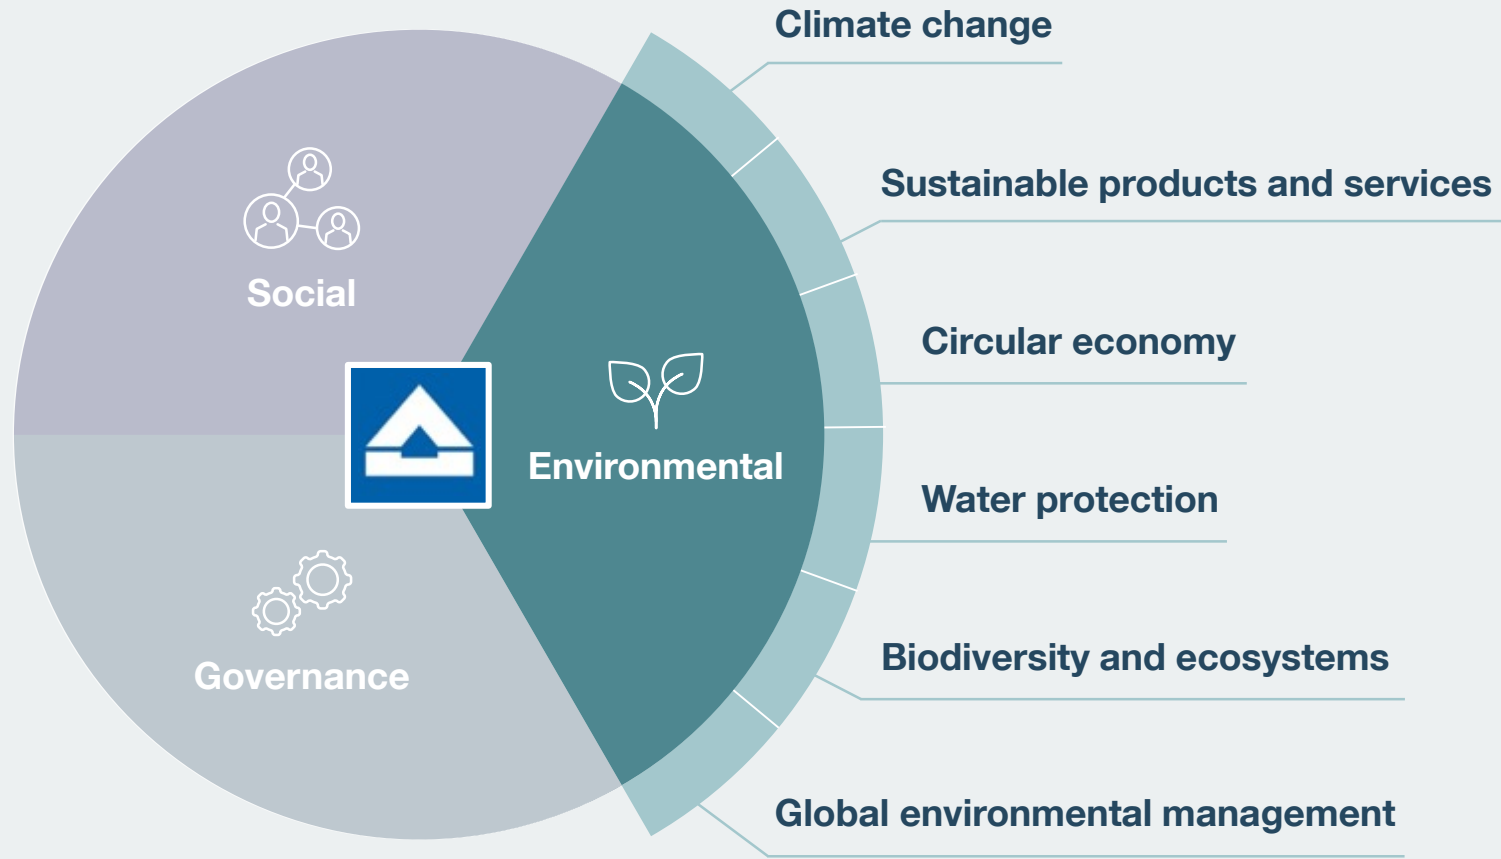 Climate change
Sustainable products and services
Social
Circular economy
Environmental
Water protection
Biodiversity and ecosystems
Governance
Global environmental management